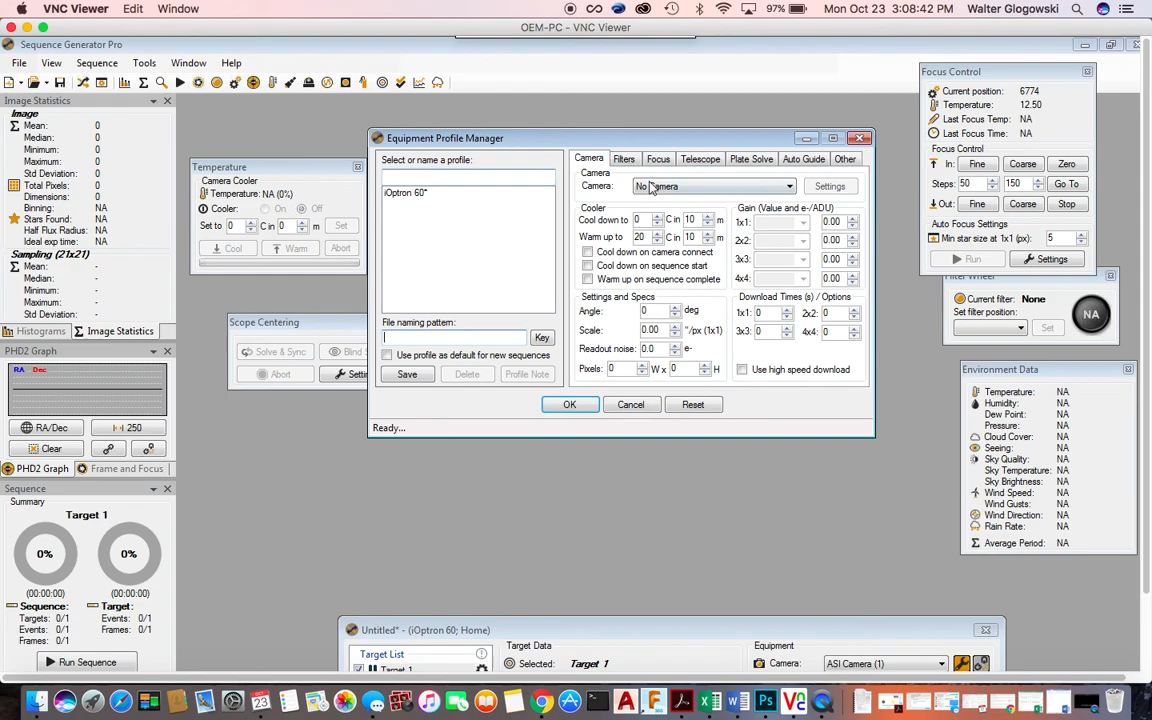 VNC Viewer Edit Window 97% Mon Oct 23 3:08:42 PM Walter Glogowski
OEM-PC - VNC Viewer
Sequence Generator Pro
File View Sequence Tools Window Help
Image Statistics
Image
Mean: 0
Median: 0
Minimum: 0
Maximum: 0
Std Deviation: 0
Total Pixels: 0
Dimensions: 0
Binning: NA
Stars Found: NA
Half Flux Radius: NA
Ideal exp time: NA
Sampling (21x21)
Mean: -
Median: -
Minimum: -
Maximum: -
Std Deviation: -
Histograms Image Statistics
PHD2 Graph
RA Dec
RA/Dec 250
Clear
PHD2 Graph Frame and Focus
Sequence
Summary
Target 1
0% 0%
(00:00:00) (00:00:00)
Sequence: Target:
Targets: 0/1 Events: 0/1
Events: 0/1 Frames: 0/1
Frames: 0/1
Run Sequence
Temperature
Camera Cooler
Temperature: NA (0%)
Cooler: On Off
Set to 0 C in 0 m Set
Cool Warm Abort
Scope Centering
Solve & Sync Blind
Abort Setti
Equipment Profile Manager
Select or name a profile:
iOptron 60*
File naming pattern:
Key
Use profile as default for new sequences
Save Delete Profile Note
Camera Filters Focus Telescope Plate Solve Auto Guide Other
Camera
Camera: No Camera Settings
Cooler
Cool down to 0 C in 10 m
Warm up to 20 C in 10 m
Cool down on camera connect
Cool down on sequence start
Warm up on sequence complete
Gain (Value and e-/ADU)
1x1: 0.00
2x2: 0.00
3x3: 0.00
4x4: 0.00
Settings and Specs
Angle: 0 deg
Scale: 0.00 "/px (1x1)
Readout noise: 0.0 e-
Pixels: 0 W x 0 H
Download Times (s) / Options
1x1: 0 2x2: 0
3x3: 0 4x4: 0
Use high speed download
OK Cancel Reset
Ready...
Focus Control
Current position: 6774
Temperature: 12.50
Last Focus Temp: NA
Last Focus Time: NA
Focus Control
In: Fine Coarse Zero
Steps: 50 150 Go To
Out: Fine Coarse Stop
Auto Focus Settings
Min star size at 1x1 (px): 5
Run Settings
Filter Wheel
Current filter: None
Set filter position:
Set
NA
Environment Data
Temperature: NA
Humidity: NA
Dew Point: NA
Pressure: NA
Cloud Cover: NA
Seeing: NA
Sky Quality: NA
Sky Temperature: NA
Sky Brightness: NA
Wind Speed: NA
Wind Gusts: NA
Wind Direction: NA
Rain Rate: NA
Average Period: NA
Untitled* - (iOptron 60; Home)
Target List
Target 1
Target Data
Selected: Target 1
Equipment
Camera: ASI Camera (1)